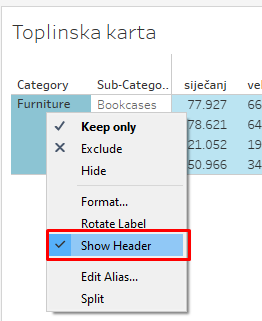 Toplinska karta
Category Sub-Catego.. siječanj vel
Furniture Bookcases 77.927 66
78.621 64
21.052 19
50.966 34
Keep only
Exclude
Hide
Format...
Rotate Label
Show Header
Edit Alias...
Split